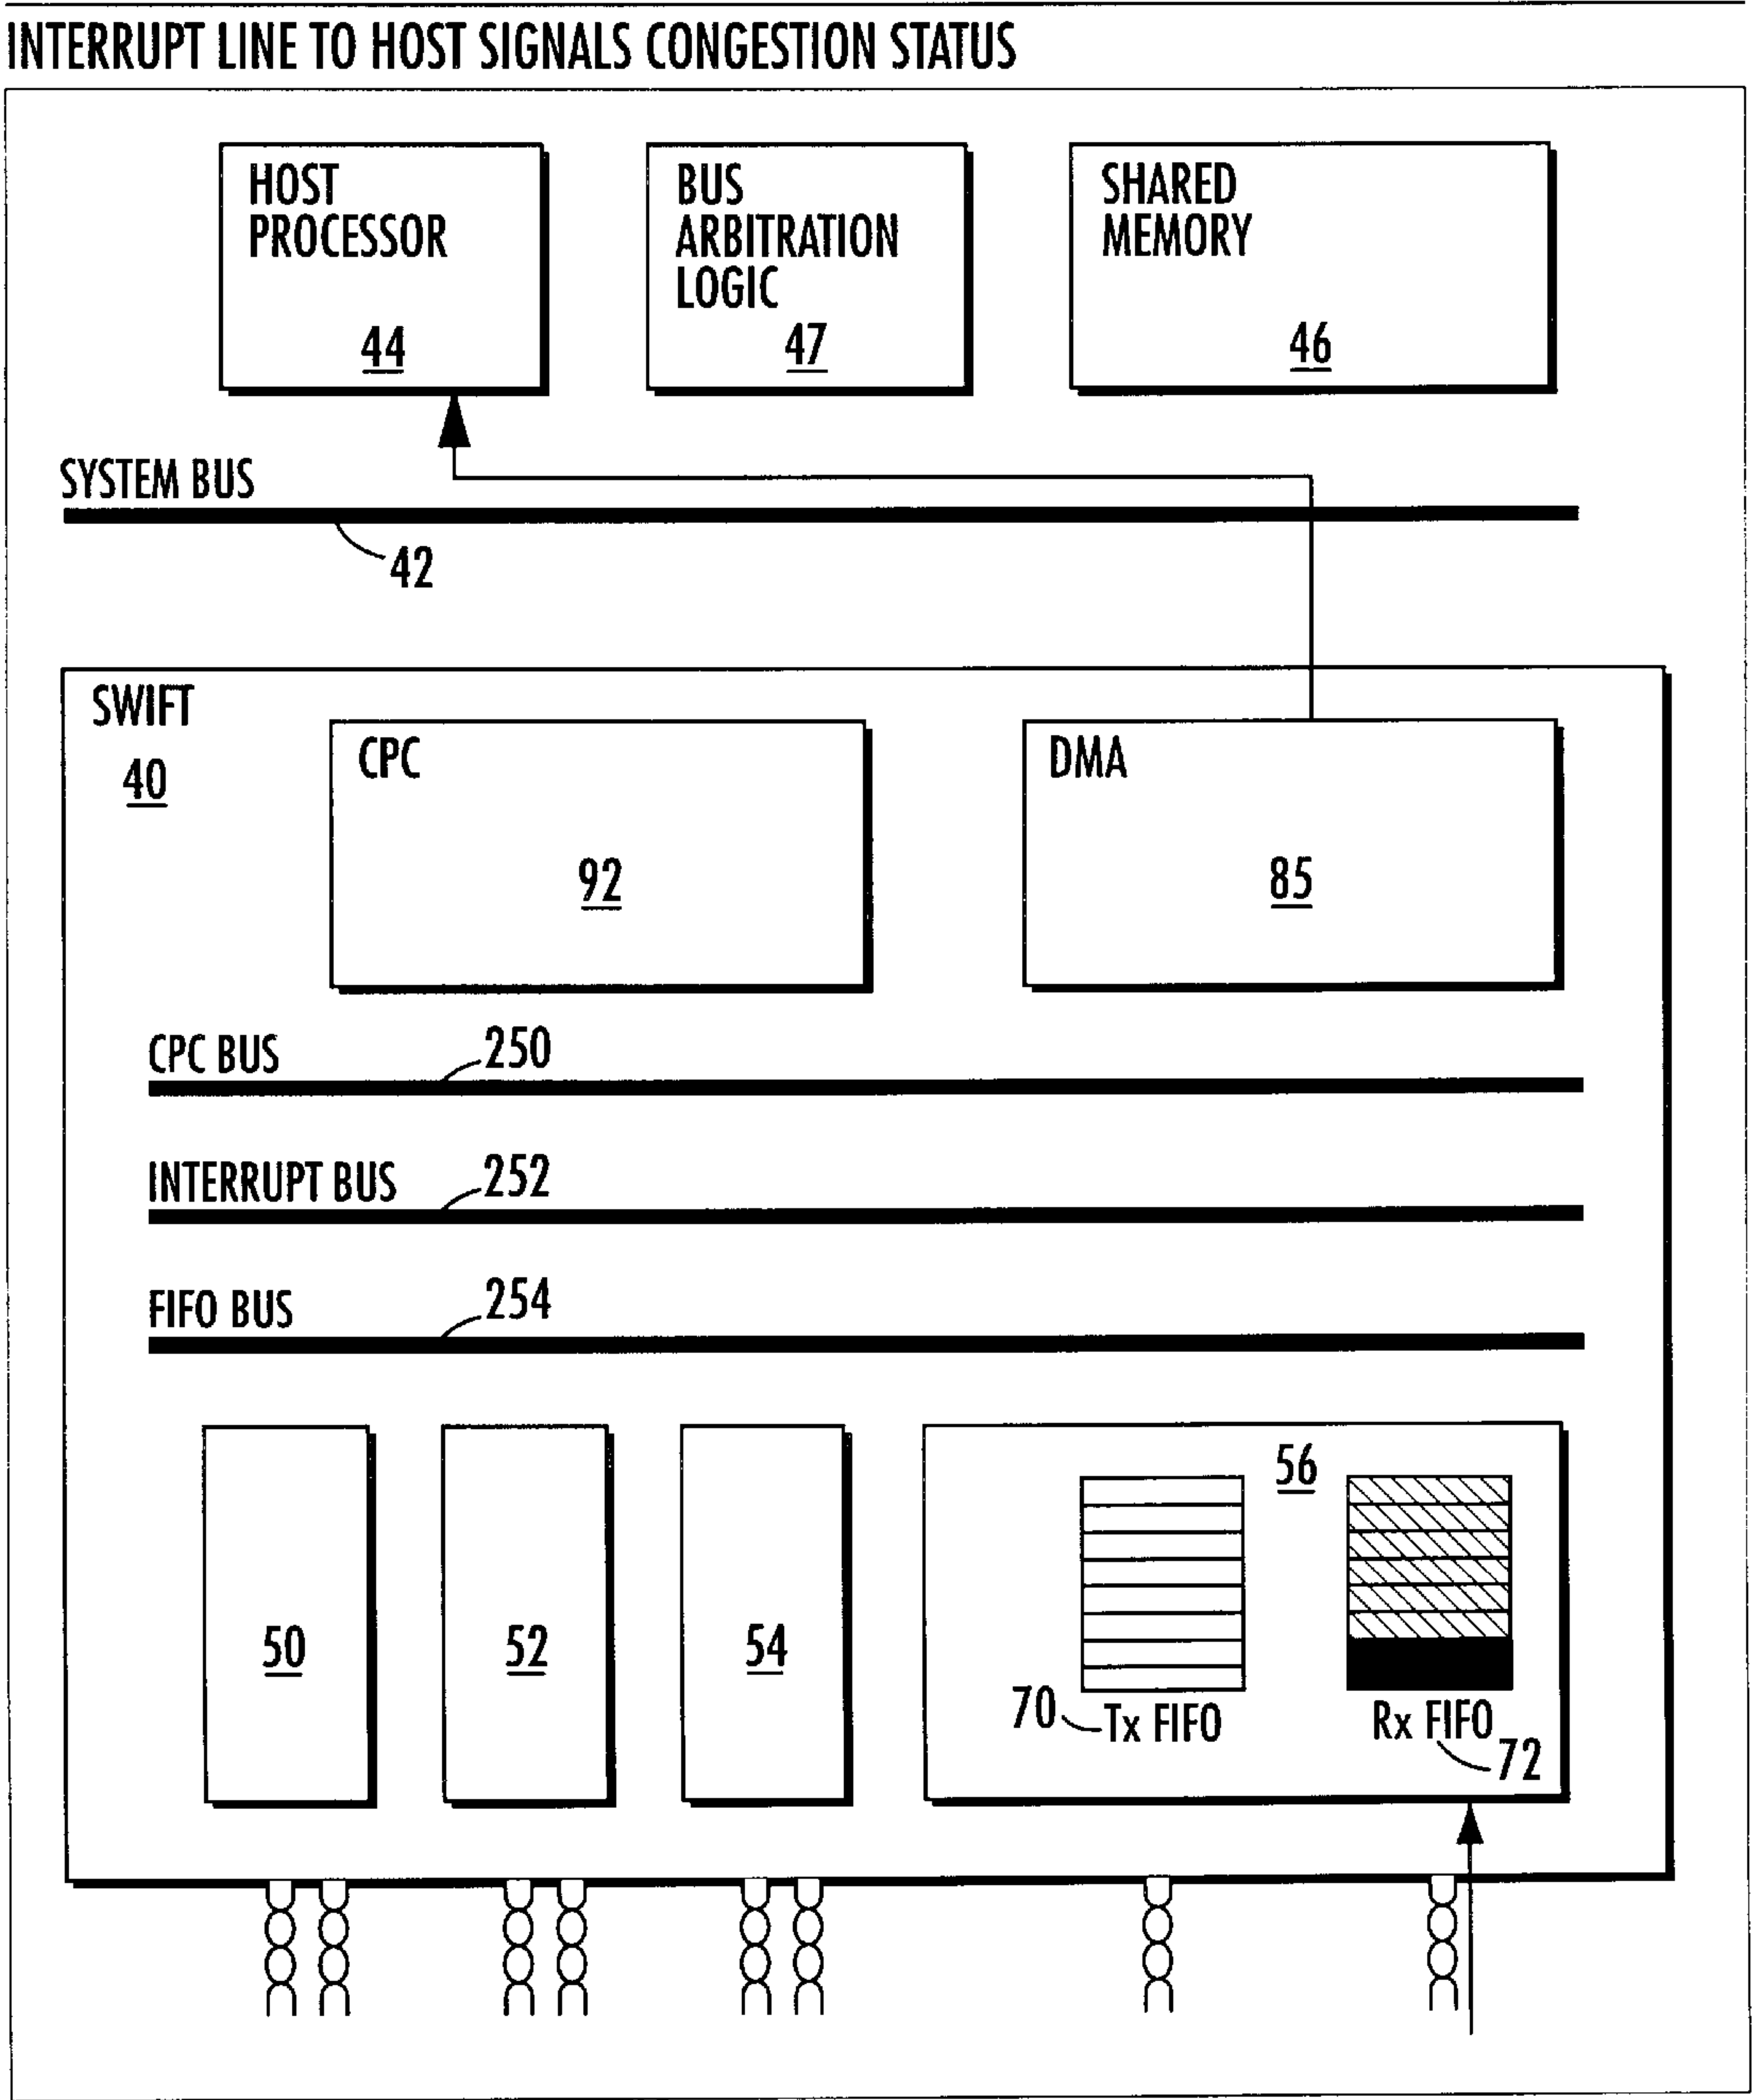 INTERRUPT LINE TO HOST SIGNALS CONGESTION STATUS
HOST
PROCESSOR
44
BUS
ARBITRATION
LOGIC
47
SHARED
MEMORY
46
SYSTEM BUS
42
SWIFT
40
CPC
92
DMA
85
CPC BUS
250
INTERRUPT BUS
252
FIFO BUS
254
50
52
54
56
70
Tx FIFO
Rx FIFO
72